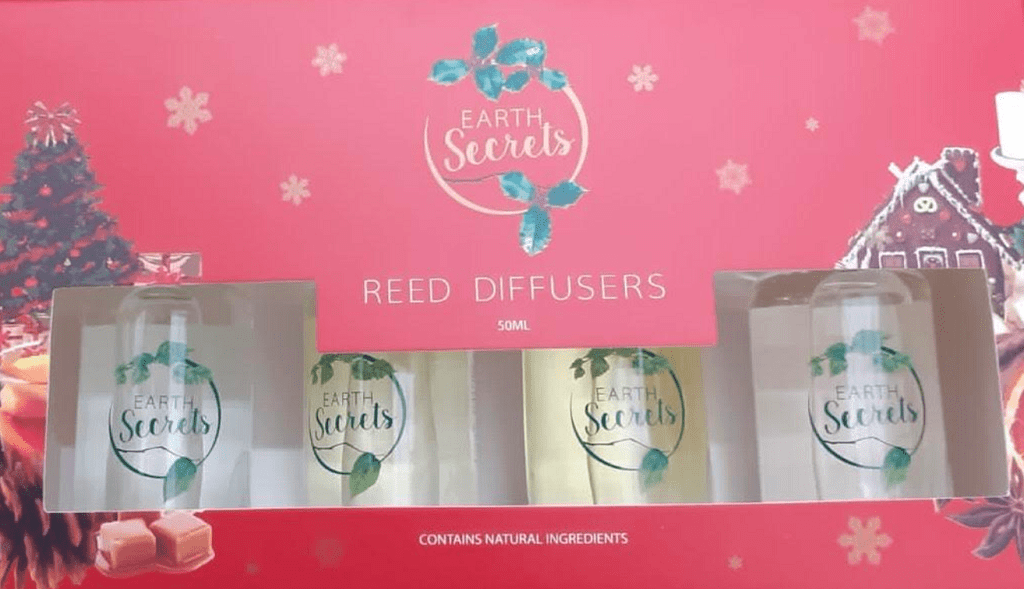 EARTH
Secrets
REED DIFFUSERS
50ML
EARTH
Secrets
EARTH
Secrets
EARTH
Secrets
EARTH
Secrets
CONTAINS NATURAL INGREDIENTS